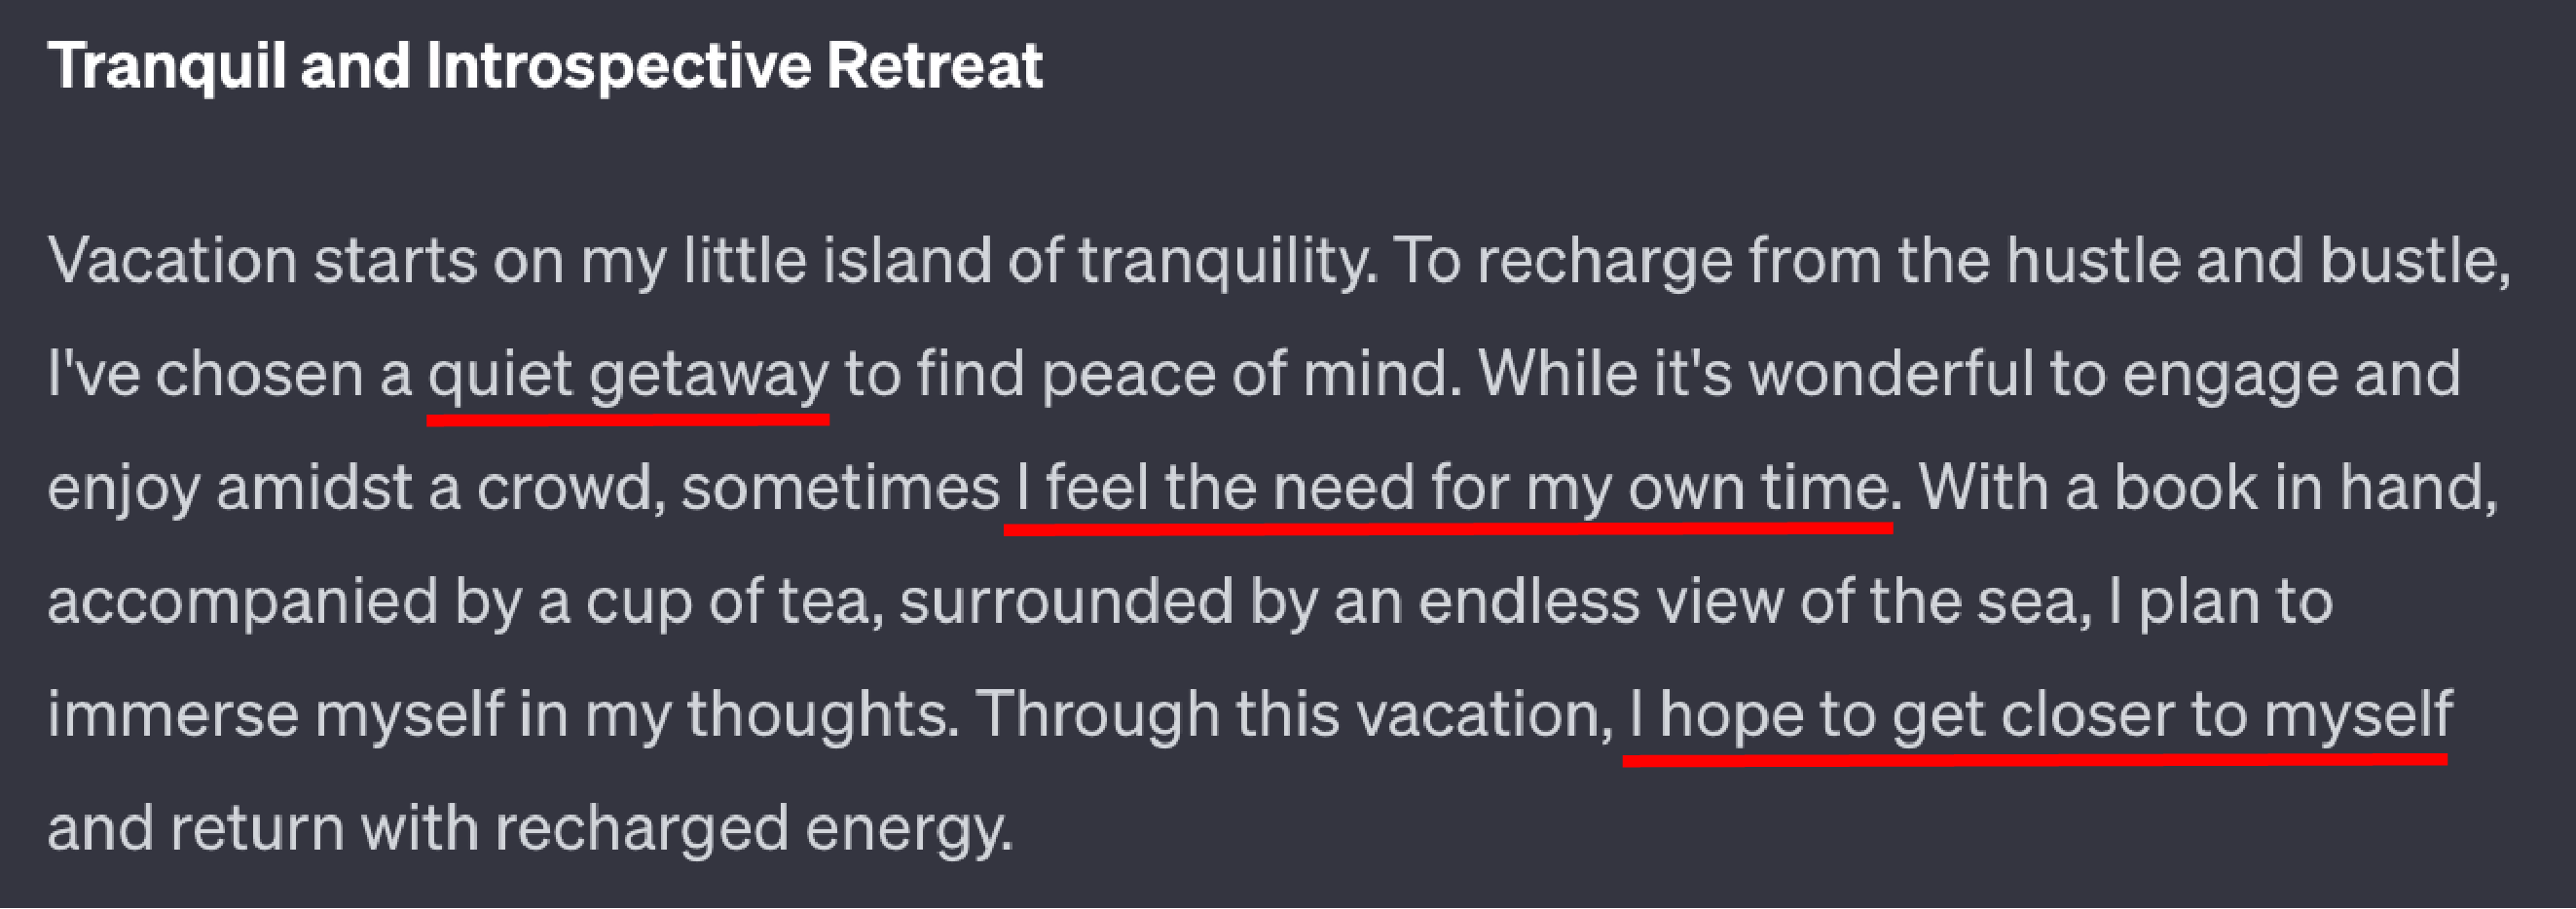 Tranquil and Introspective Retreat
Vacation starts on my little island of tranquility. To recharge from the hustle and bustle,
I've chosen a quiet getaway to find peace of mind. While it's wonderful to engage and
enjoy amidst a crowd, sometimes I feel the need for my own time. With a book in hand,
accompanied by a cup of tea, surrounded by an endless view of the sea, I plan to
immerse myself in my thoughts. Through this vacation, I hope to get closer to myself
and return with recharged energy.